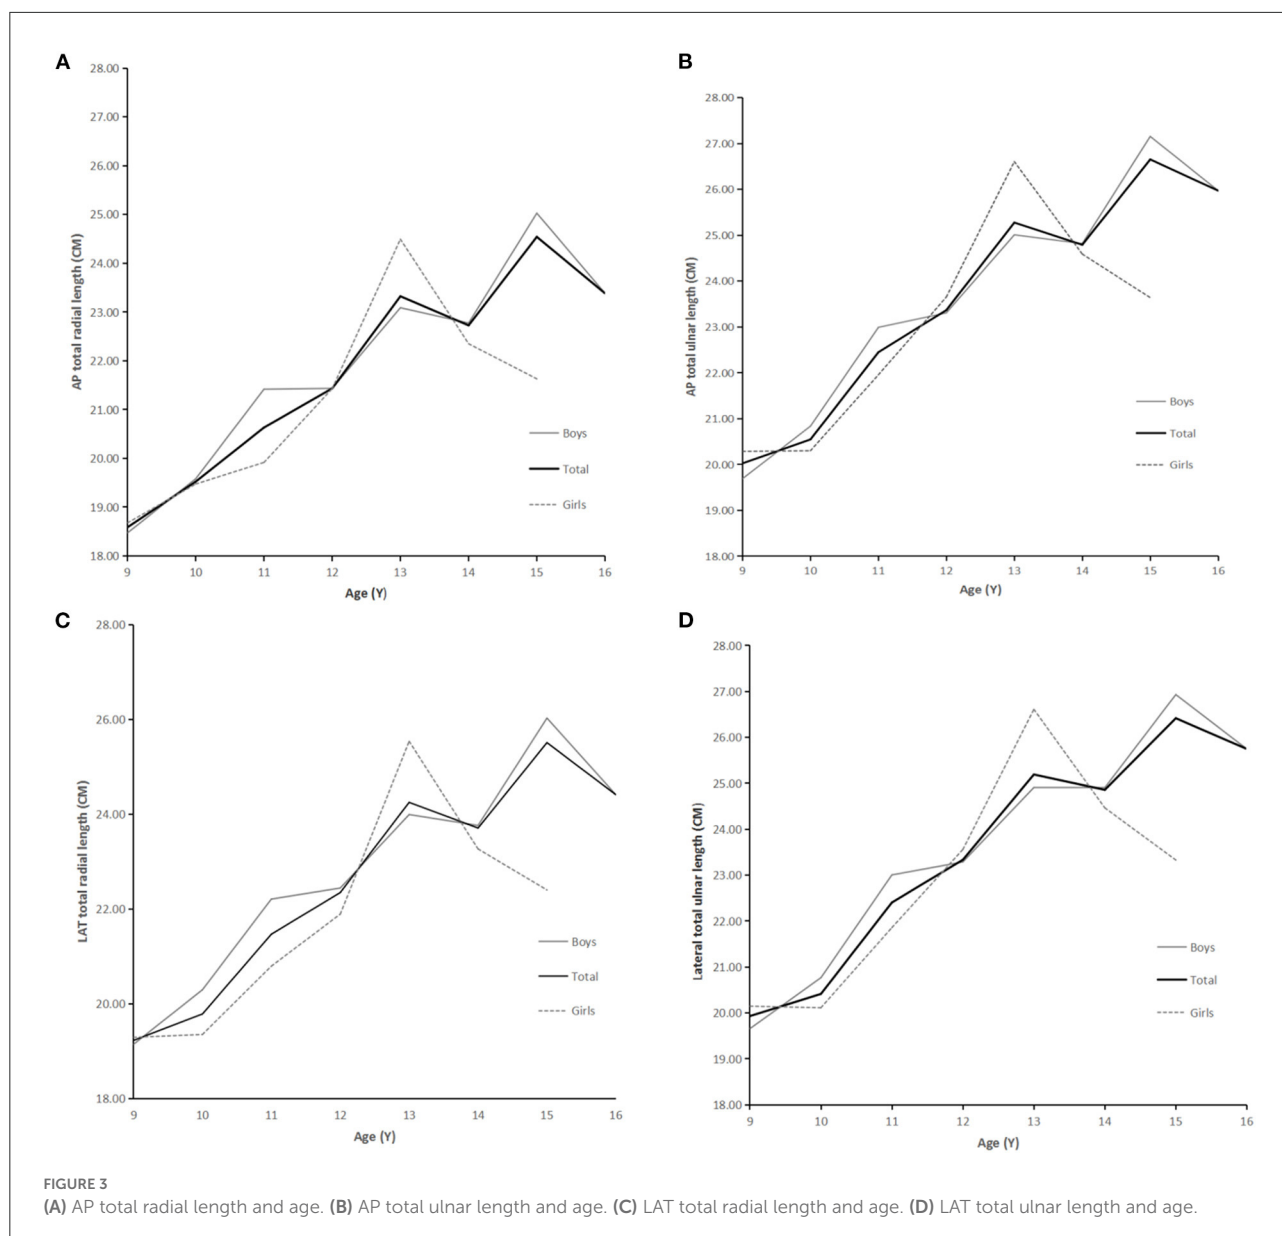 A
28.00
27.00
26.00
25.00
24.00
23.00
22.00
21.00
20.00
19.00
18.00
AP total radial length (CM)
9 10 11 12 13 14 15 16
Age (Y)
Boys
Total
Girls
B
28.00
27.00
26.00
25.00
24.00
23.00
22.00
21.00
20.00
19.00
18.00
AP total ulnar length (CM)
9 10 11 12 13 14 15 16
Age (Y)
Boys
Total
Girls
C
28.00
26.00
24.00
22.00
20.00
18.00
LAT total radial length (CM)
9 10 11 12 13 14 15 16
Age (Y)
Boys
Total
Girls
D
28.00
27.00
26.00
25.00
24.00
23.00
22.00
21.00
20.00
19.00
18.00
Lateral total ulnar length (CM)
9 10 11 12 13 14 15 16
Age (Y)
Boys
Total
Girls
FIGURE 3
(A) AP total radial length and age. (B) AP total ulnar length and age. (C) LAT total radial length and age. (D) LAT total ulnar length and age.